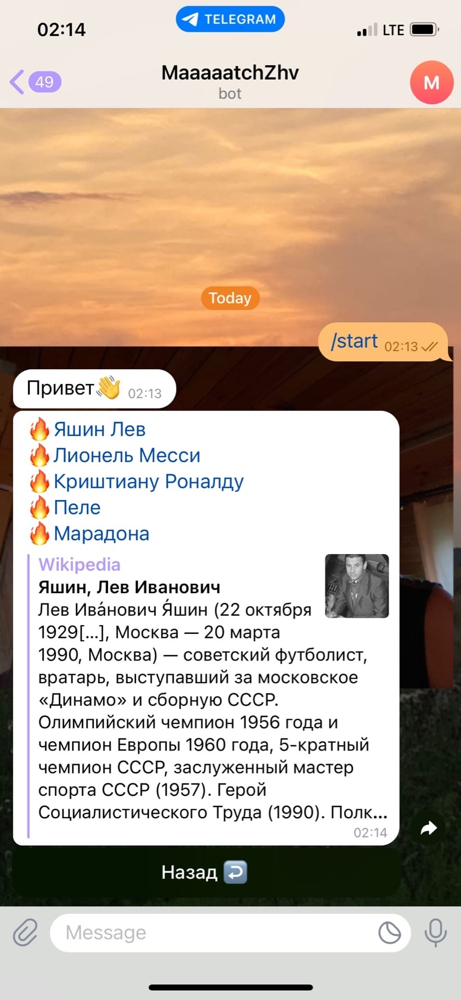 02:14
TELEGRAM
LTE
49
MaaaaatchZhv
bot
M
Today
/start 02:13
Привет👋 02:13
🔥Яшин Лев
🔥Лионель Месси
🔥Криштиану Роналду
🔥Пеле
🔥Марадона
Wikipedia
Яшин, Лев Иванович
Лев Ива́нович Я́шин (22 октября
1929[...], Москва — 20 марта
1990, Москва) — советский футболист,
вратарь, выступавший за московское
«Динамо» и сборную СССР.
Олимпийский чемпион 1956 года и
чемпион Европы 1960 года, 5-кратный
чемпион СССР, заслуженный мастер
спорта СССР (1957). Герой
Социалистического Труда (1990). Полк...
02:14
Назад ↩️
Message